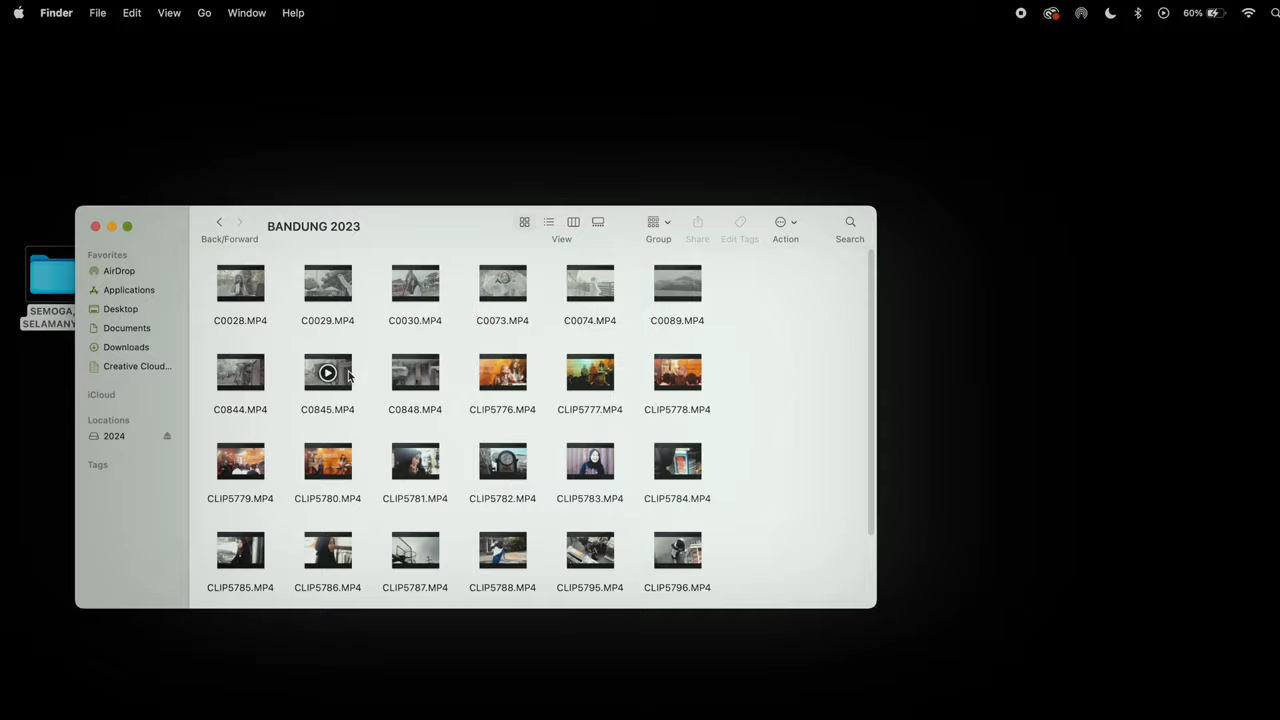 Finder File Edit View Go Window Help 60%
BANDUNG 2023
Back/Forward View Group Share Edit Tags Action Search
Favorites
AirDrop
Applications
Desktop
Documents
Downloads
Creative Cloud...
iCloud
Locations
2024
Tags
SEMOGA,
SELAMANY
C0028.MP4 C0029.MP4 C0030.MP4 C0073.MP4 C0074.MP4 C0089.MP4
C0844.MP4 C0845.MP4 C0848.MP4 CLIP5776.MP4 CLIP5777.MP4 CLIP5778.MP4
CLIP5779.MP4 CLIP5780.MP4 CLIP5781.MP4 CLIP5782.MP4 CLIP5783.MP4 CLIP5784.MP4
CLIP5785.MP4 CLIP5786.MP4 CLIP5787.MP4 CLIP5788.MP4 CLIP5795.MP4 CLIP5796.MP4